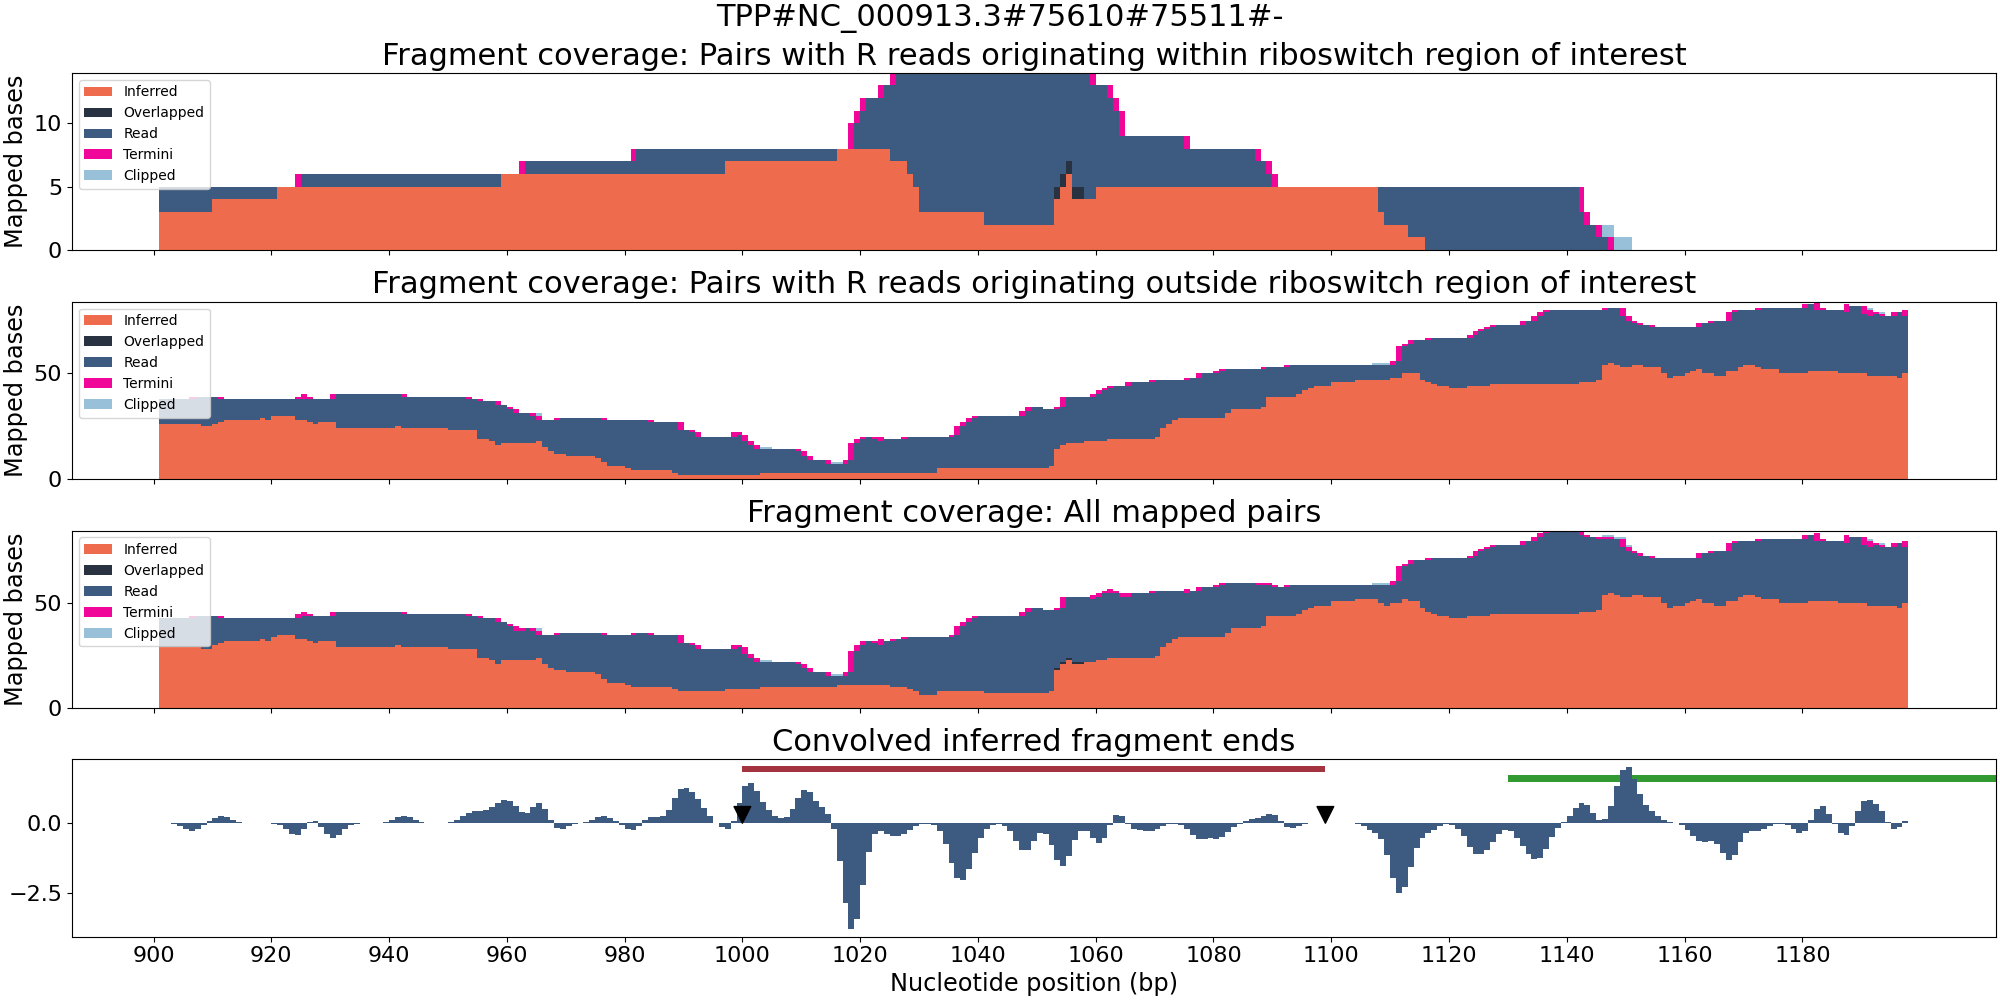 TPP#NC_000913.3#75610#75511#-
Fragment coverage: Pairs with R reads originating within riboswitch region of interest
Mapped bases
10
5
0
Inferred
Overlapped
Read
Termini
Clipped
Fragment coverage: Pairs with R reads originating outside riboswitch region of interest
Mapped bases
50
0
Inferred
Overlapped
Read
Termini
Clipped
Fragment coverage: All mapped pairs
Mapped bases
50
0
Inferred
Overlapped
Read
Termini
Clipped
Convolved inferred fragment ends
0.0
−2.5
900 920 940 960 980 1000 1020 1040 1060 1080 1100 1120 1140 1160 1180
Nucleotide position (bp)